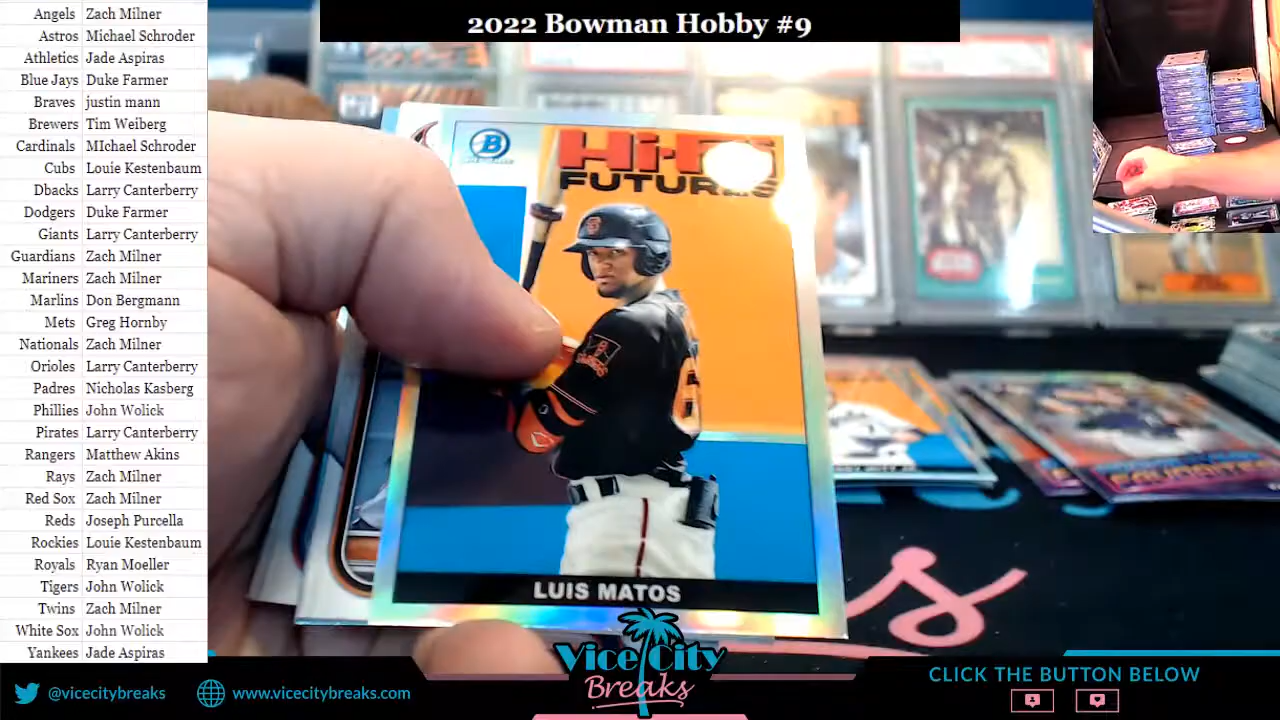 2022 Bowman Hobby #9
Angels Zach Milner
Astros Michael Schroder
Athletics Jade Aspiras
Blue Jays Duke Farmer
Braves justin mann
Brewers Tim Weiberg
Cardinals MIchael Schroder
Cubs Louie Kestenbaum
Dbacks Larry Canterberry
Dodgers Duke Farmer
Giants Larry Canterberry
Guardians Zach Milner
Mariners Zach Milner
Marlins Don Bergmann
Mets Greg Hornby
Nationals Zach Milner
Orioles Larry Canterberry
Padres Nicholas Kasberg
Phillies John Wolick
Pirates Larry Canterberry
Rangers Matthew Akins
Rays Zach Milner
Red Sox Zach Milner
Reds Joseph Purcella
Rockies Louie Kestenbaum
Royals Ryan Moeller
Tigers John Wolick
Twins Zach Milner
White Sox John Wolick
Yankees Jade Aspiras
B
Hi-Fi
FUTURES
LUIS MATOS
FAVORITES
Vice City
Breaks
@vicecitybreaks
www.vicecitybreaks.com
CLICK THE BUTTON BELOW